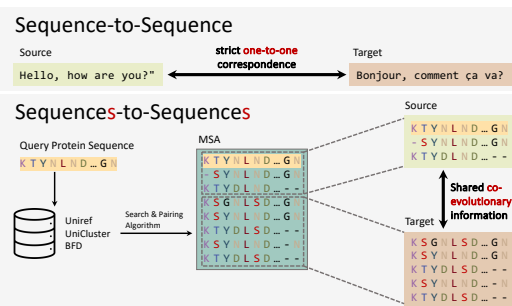 Sequence-to-Sequence
Source
Hello, how are you?"
strict one-to-one
correspondence
Target
Bonjour, comment ça va?
Sequences-to-Sequences
Query Protein Sequence
K T Y N L N D … G N
Uniref
UniCluster
BFD
Search & Pairing
Algorithm
MSA
K T Y N L N D … G N
- S Y N L N D … G N
K T Y D L N D … - -
K S G N L S D … G N
K S Y N L N D … G N
K T Y D L S D … - -
K S Y N L N D … - N
K T Y D L S D … - -
Source
K T Y N L N D … G N
- S Y N L N D … G N
K T Y D L N D … - -
Shared co-
evolutionary
information
Target
K S G N L S D … G N
K S Y N L N D … G N
K T Y D L S D … - -
K S Y N L N D … - N
K T Y D L S D … - -